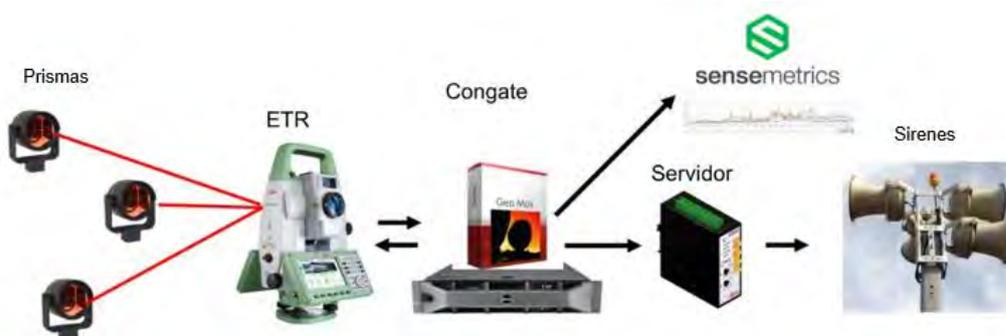 Prismas
ETR
Congate
Geo Mos
sensemetrics
Servidor
Sirenes